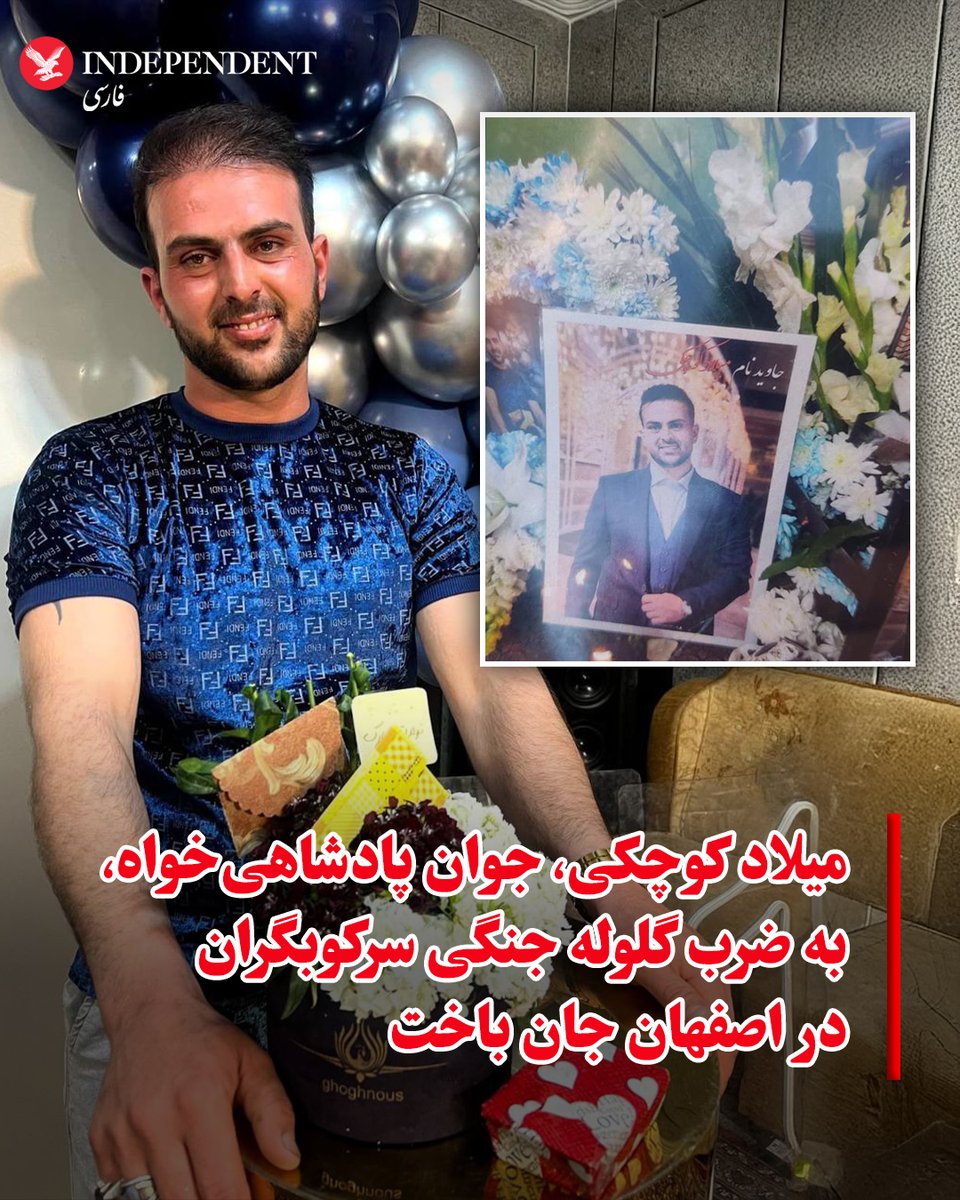 INDEPENDENT
فارسی
جاوید نام
میلاد کوچکی، جوان پادشاهی‌خواه،
به ضرب گلوله جنگی سرکوبگران
در اصفهان جان باخت
ghoghnous